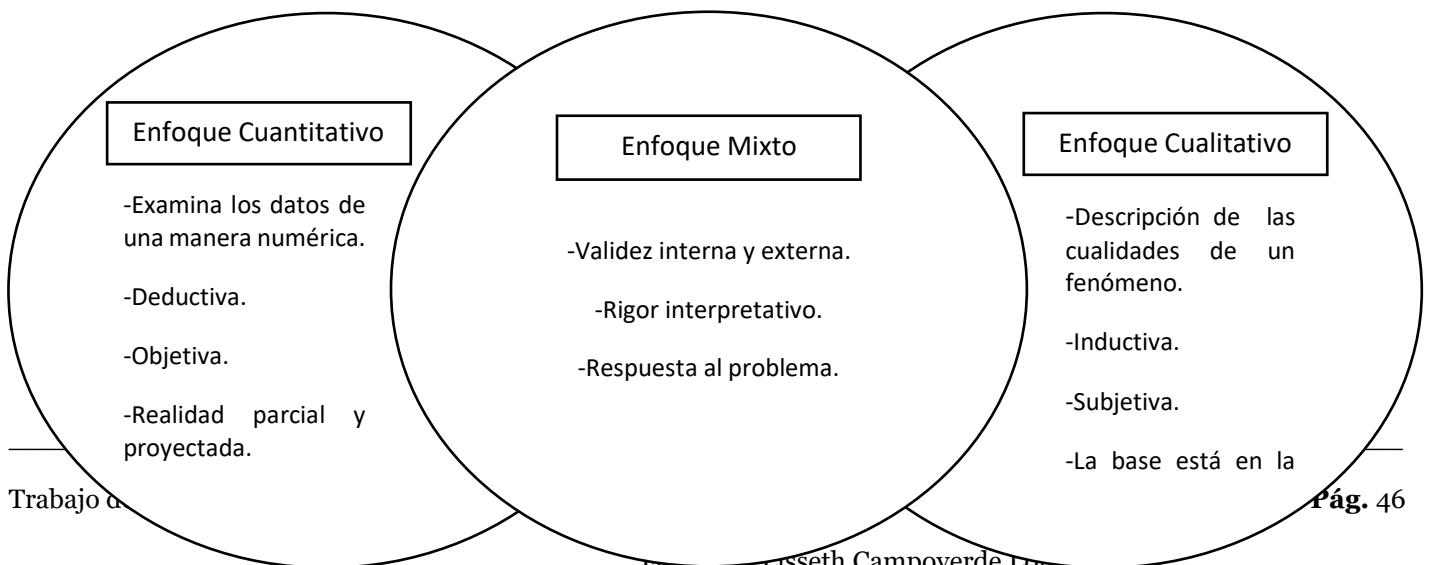 Enfoque Cuantitativo
-Examina los datos de
una manera numérica.
-Deductiva.
-Objetiva.
-Realidad parcial y
proyectada.
Enfoque Mixto
-Validez interna y externa.
-Rigor interpretativo.
-Respuesta al problema.
Enfoque Cualitativo
-Descripción de las
cualidades de un
fenómeno.
-Inductiva.
-Subjetiva.
-La base está en la
Trabajo
Pág. 46
Campoverde